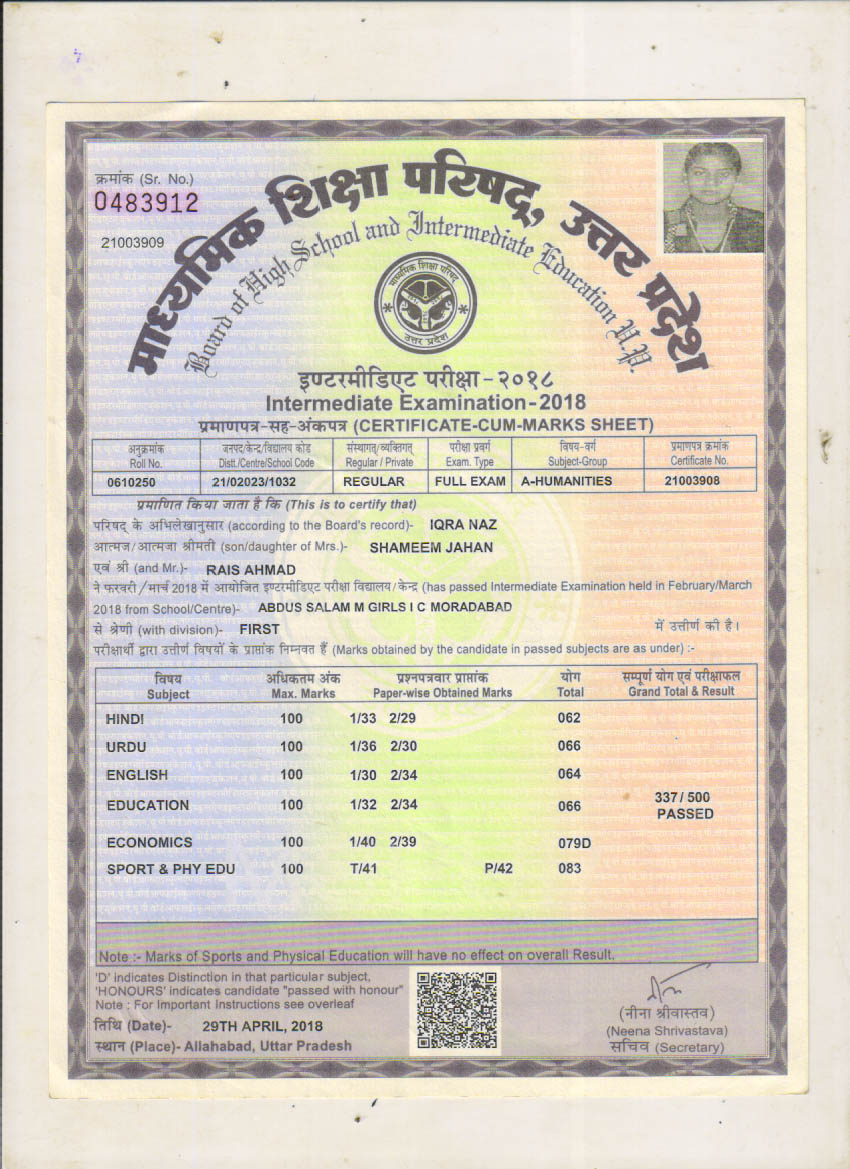 क्रमांक (Sr. No.)
0483912
21003909
माध्यमिक शिक्षा परिषद्, उत्तर प्रदेश
Board of High School and Intermediate Education U.P.
माध्यमिक शिक्षा परिषद
उत्तर प्रदेश
इण्टरमीडिएट परीक्षा - २०१८
Intermediate Examination - 2018
प्रमाणपत्र-सह-अंकपत्र (CERTIFICATE-CUM-MARKS SHEET)
अनुक्रमांक जनपद/केन्द्र/विद्यालय कोड संस्थागत/व्यक्तिगत परीक्षा प्रवर्ग विषय-वर्ग प्रमाणपत्र क्रमांक
Roll No. Distt./Centre/School Code Regular / Private Exam. Type Subject-Group Certificate No.
0610250 21/02023/1032 REGULAR FULL EXAM A-HUMANITIES 21003908
प्रमाणित किया जाता है कि (This is to certify that)
परिषद के अभिलेखानुसार (according to the Board's record)- IQRA NAZ
आत्मज/आत्मजा श्रीमती (son/daughter of Mrs.)- SHAMEEM JAHAN
एवं श्री (and Mr.)- RAIS AHMAD
ने फरवरी/मार्च 2018 में आयोजित इण्टरमीडिएट परीक्षा विद्यालय/केन्द्र (has passed Intermediate Examination held in February/March
2018 from School/Centre)- ABDUS SALAM M GIRLS I C MORADABAD
से श्रेणी (with division)- FIRST में उत्तीर्ण की है।
परीक्षार्थी द्वारा उत्तीर्ण विषयों के प्राप्तांक निम्नवत हैं (Marks obtained by the candidate in passed subjects are as under) :-
विषय अधिकतम अंक प्रश्नपत्रवार प्राप्तांक योग सम्पूर्ण योग एवं परीक्षाफल
Subject Max. Marks Paper-wise Obtained Marks Total Grand Total & Result
HINDI 100 1/33 2/29 062
URDU 100 1/36 2/30 066
ENGLISH 100 1/30 2/34 064
EDUCATION 100 1/32 2/34 066 337 / 500
PASSED
ECONOMICS 100 1/40 2/39 079D
SPORT & PHY EDU 100 T/41 P/42 083
Note :- Marks of Sports and Physical Education will have no effect on overall Result.
'D' indicates Distinction in that particular subject,
'HONOURS' indicates candidate "passed with honour"
Note : For Important Instructions see overleaf
तिथि (Date)- 29TH APRIL, 2018
स्थान (Place)- Allahabad, Uttar Pradesh
(नीना श्रीवास्तव)
(Neena Shrivastava)
सचिव (Secretary)